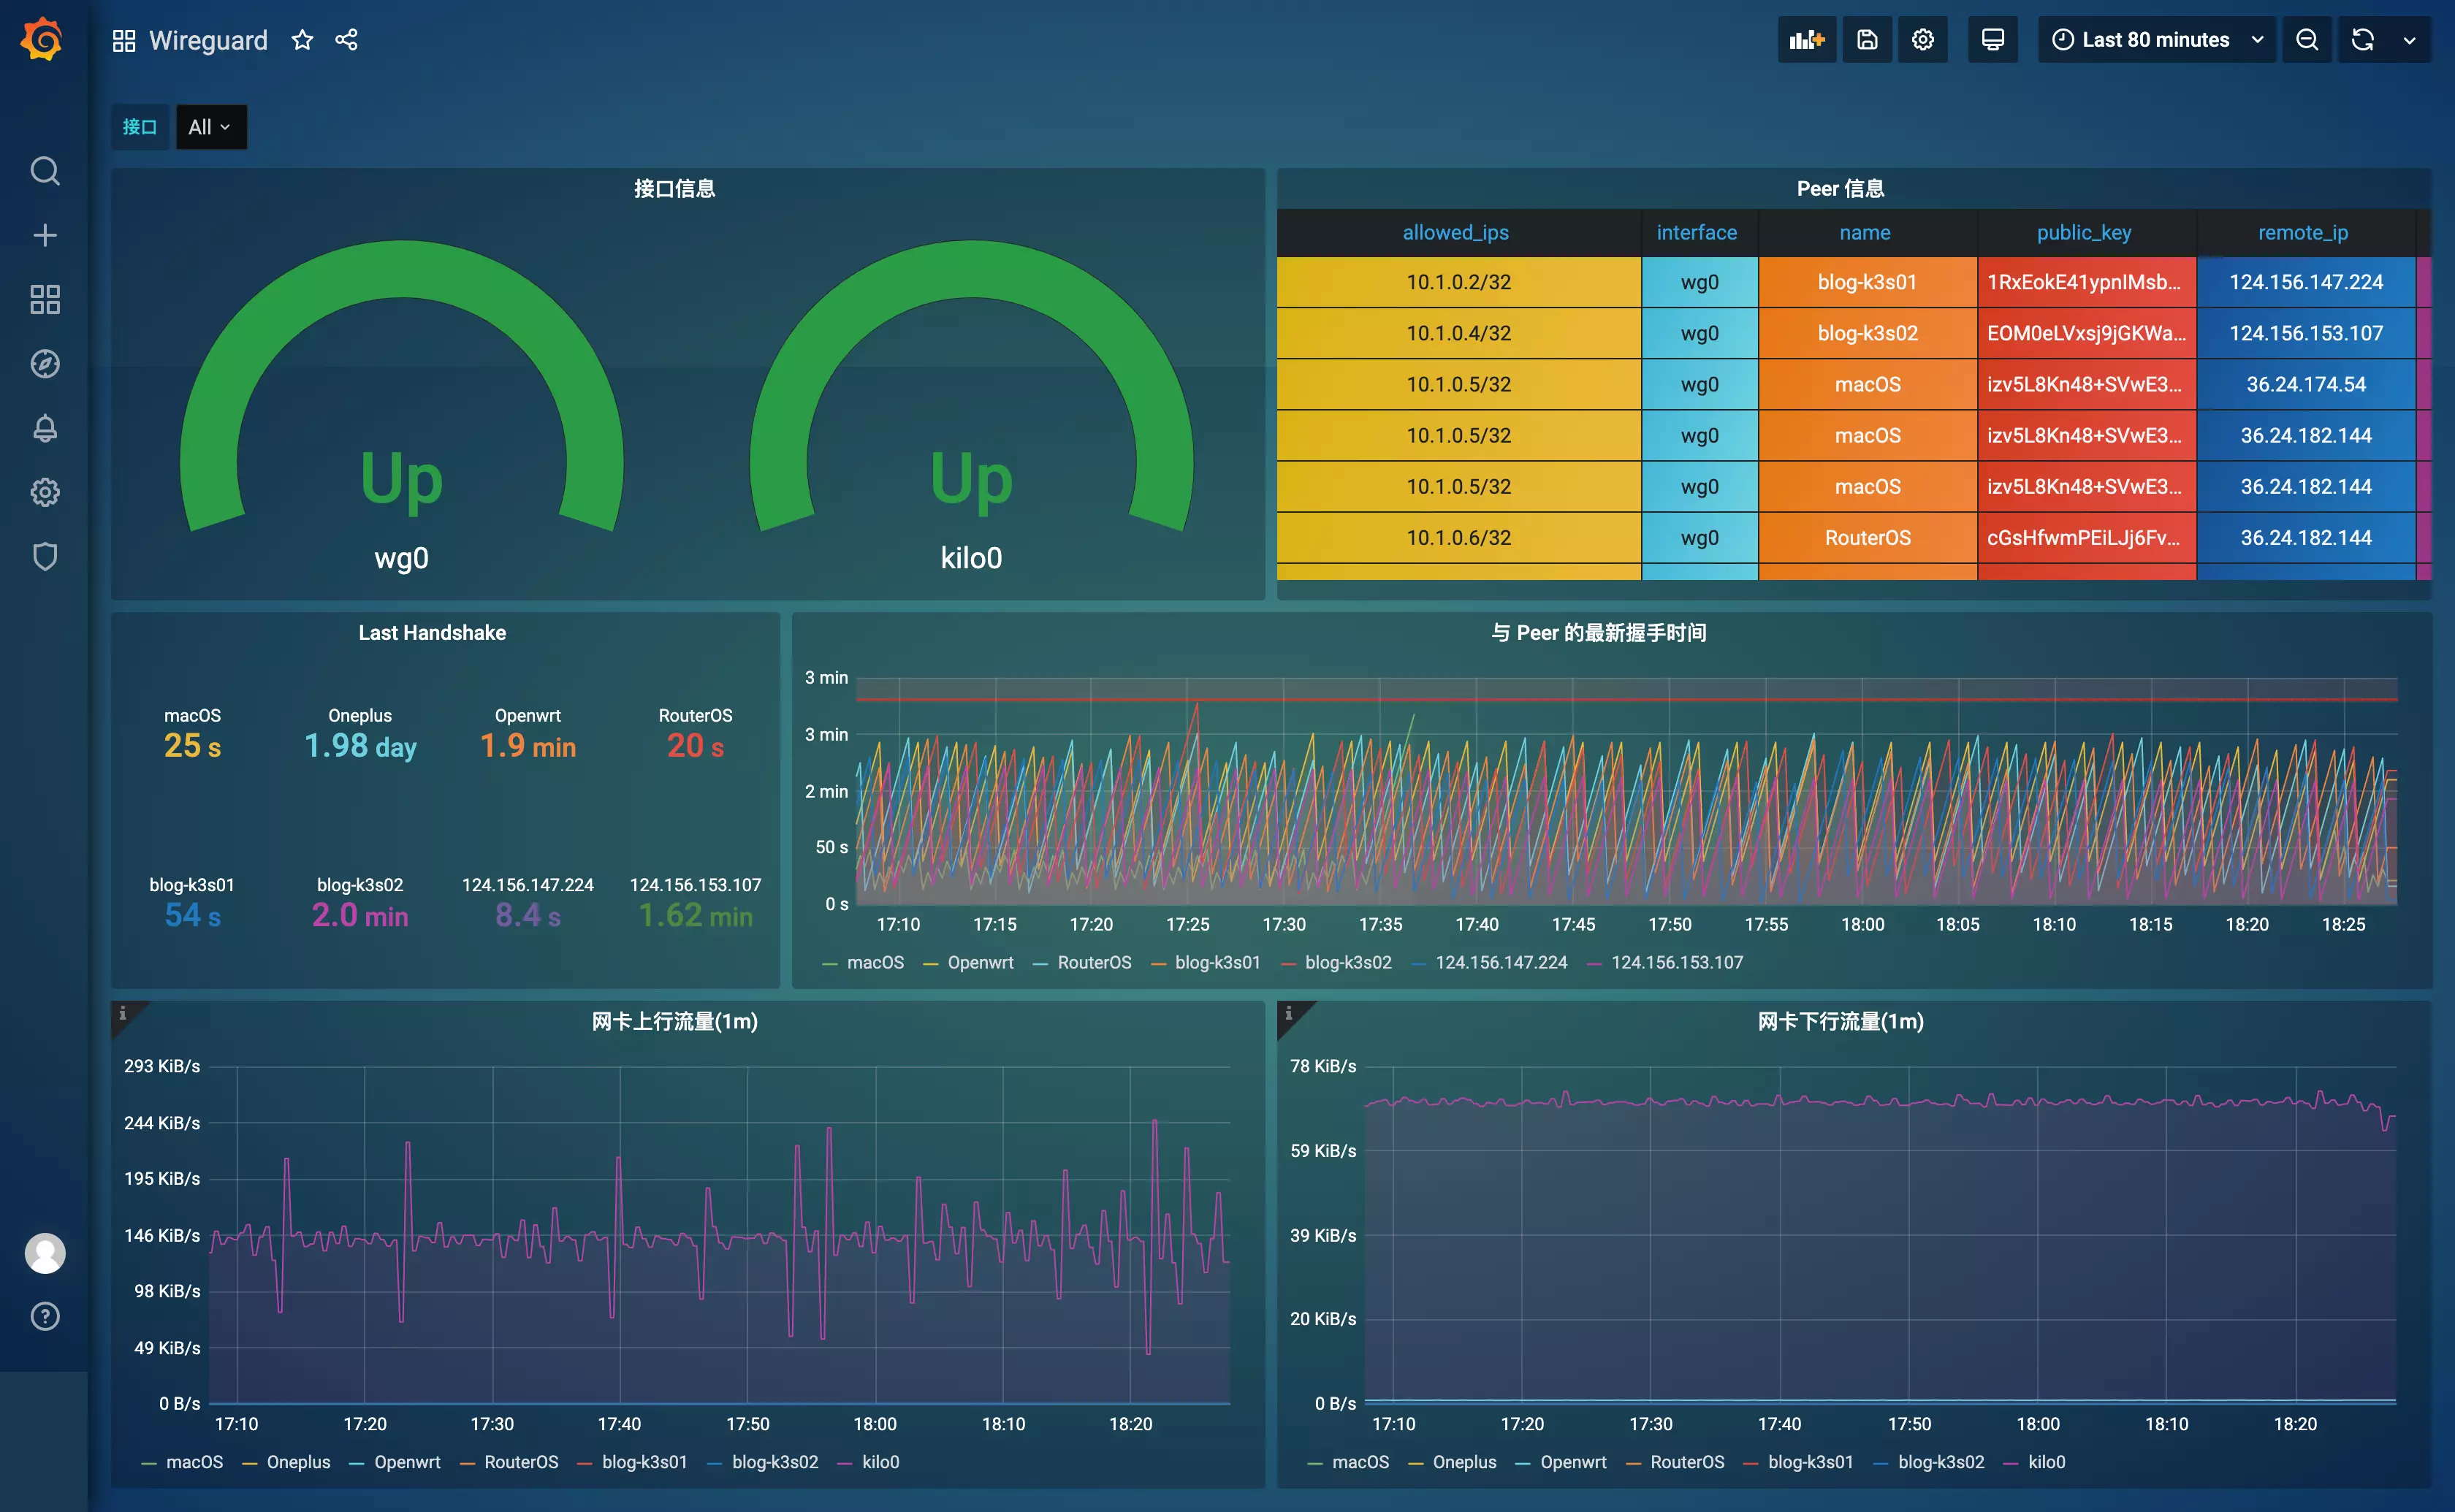 Wireguard
Last 80 minutes
接口 All
接口信息
Up
wg0
Up
kilo0
Peer 信息
allowed_ips interface name public_key remote_ip
10.1.0.2/32 wg0 blog-k3s01 1RxEokE41ypnIMsb... 124.156.147.224
10.1.0.4/32 wg0 blog-k3s02 EOM0eLVxsj9jGKWa... 124.156.153.107
10.1.0.5/32 wg0 macOS izv5L8Kn48+SVwE3... 36.24.174.54
10.1.0.5/32 wg0 macOS izv5L8Kn48+SVwE3... 36.24.182.144
10.1.0.5/32 wg0 macOS izv5L8Kn48+SVwE3... 36.24.182.144
10.1.0.6/32 wg0 RouterOS cGsHfwmPEiLJj6Fv... 36.24.182.144
Last Handshake
macOS Oneplus Openwrt RouterOS
25 s 1.98 day 1.9 min 20 s
blog-k3s01 blog-k3s02 124.156.147.224 124.156.153.107
54 s 2.0 min 8.4 s 1.62 min
与 Peer 的最新握手时间
3 min
3 min
2 min
50 s
0 s
17:10 17:15 17:20 17:25 17:30 17:35 17:40 17:45 17:50 17:55 18:00 18:05 18:10 18:15 18:20 18:25
macOS Openwrt RouterOS blog-k3s01 blog-k3s02 124.156.147.224 124.156.153.107
网卡上行流量(1m)
293 KiB/s
244 KiB/s
195 KiB/s
146 KiB/s
98 KiB/s
49 KiB/s
0 B/s
17:10 17:20 17:30 17:40 17:50 18:00 18:10 18:20
macOS Oneplus Openwrt RouterOS blog-k3s01 blog-k3s02 kilo0
网卡下行流量(1m)
78 KiB/s
59 KiB/s
39 KiB/s
20 KiB/s
0 B/s
17:10 17:20 17:30 17:40 17:50 18:00 18:10 18:20
macOS Oneplus Openwrt RouterOS blog-k3s01 blog-k3s02 kilo0